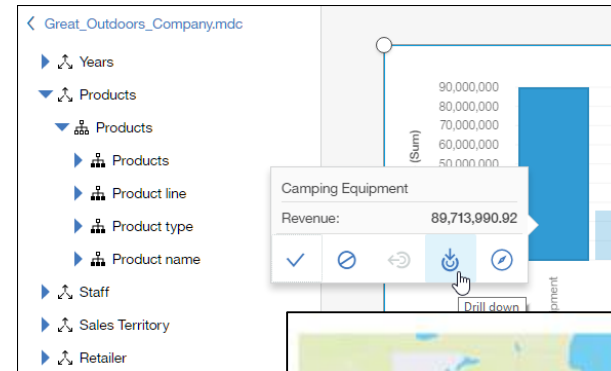 Great_Outdoors_Company.mdc
Years
Products
Products
Products
Product line
Product type
Product name
Staff
Sales Territory
Retailer
90,000,000
80,000,000
70,000,000
60,000,000
50,000,000
(Sum)
Camping Equipment
Revenue: 89,713,990.92
Drill down
pment